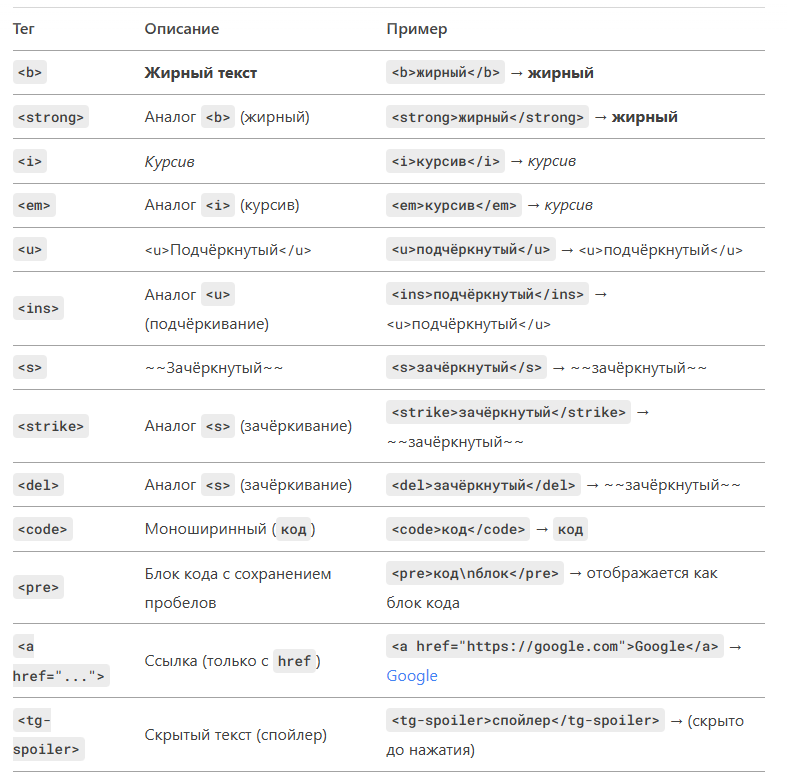 Тег Описание Пример
<b> Жирный текст <b>жирный</b> → жирный
<strong> Аналог <b> (жирный) <strong>жирный</strong> → жирный
<i> Курсив <i>курсив</i> → курсив
<em> Аналог <i> (курсив) <em>курсив</em> → курсив
<u> <u>Подчёркнутый</u> <u>подчёркнутый</u> → <u>подчёркнутый</u>
<ins> Аналог <u> (подчёркивание) <ins>подчёркнутый</ins> → <u>подчёркнутый</u>
<s> ~~Зачёркнутый~~ <s>зачёркнутый</s> → ~~зачёркнутый~~
<strike> Аналог <s> (зачёркивание) <strike>зачёркнутый</strike> → ~~зачёркнутый~~
<del> Аналог <s> (зачёркивание) <del>зачёркнутый</del> → ~~зачёркнутый~~
<code> Моноширинный (код) <code>код</code> → код
<pre> Блок кода с сохранением пробелов <pre>код\nблок</pre> → отображается как блок кода
<a href="..."> Ссылка (только с href) <a href="https://google.com">Google</a> → Google
<tg-spoiler> Скрытый текст (спойлер) <tg-spoiler>спойлер</tg-spoiler> → (скрыто до нажатия)